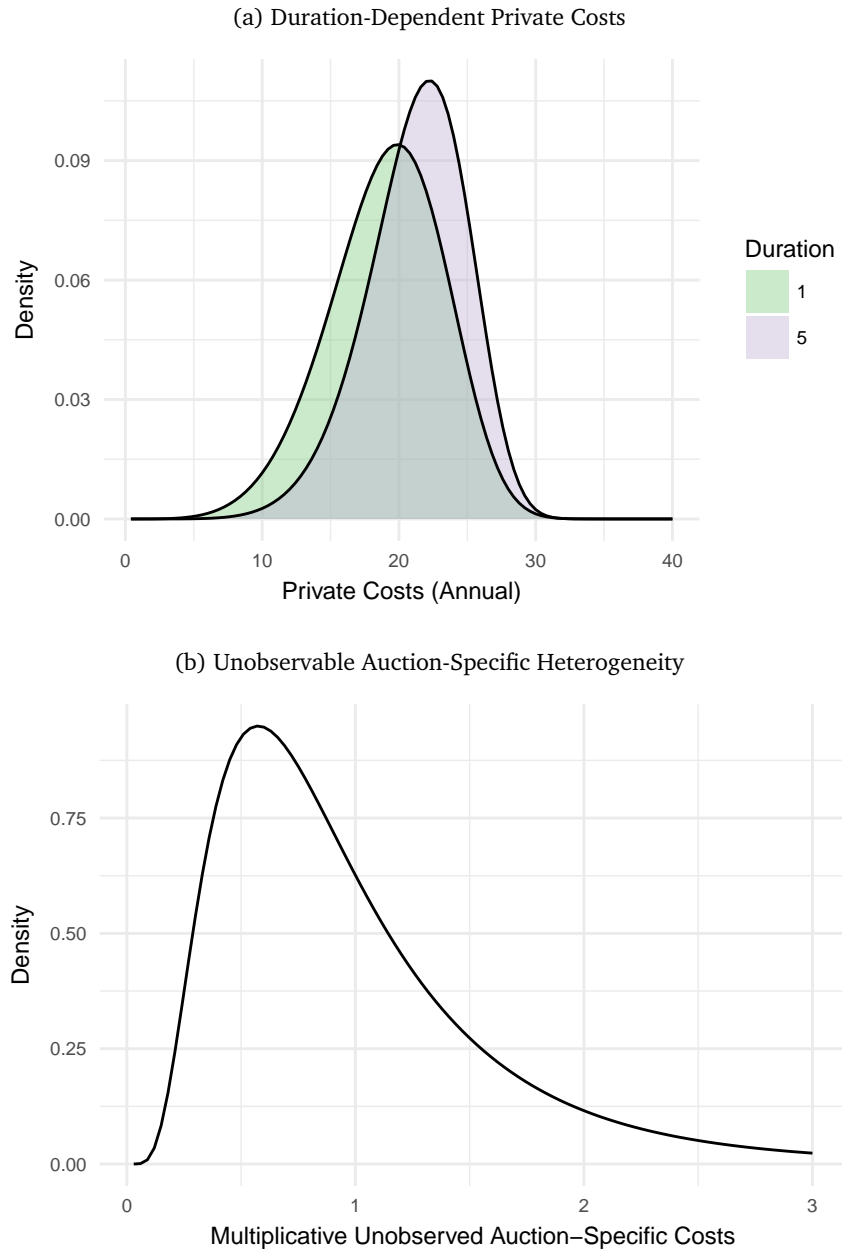 (a) Duration-Dependent Private Costs
0.09
0.06
0.03
0.00
Density
0
10
20
30
40
Private Costs (Annual)
Duration
1
5
(b) Unobservable Auction-Specific Heterogeneity
0.75
0.50
0.25
0.00
Density
0
1
2
3
Multiplicative Unobserved Auction−Specific Costs